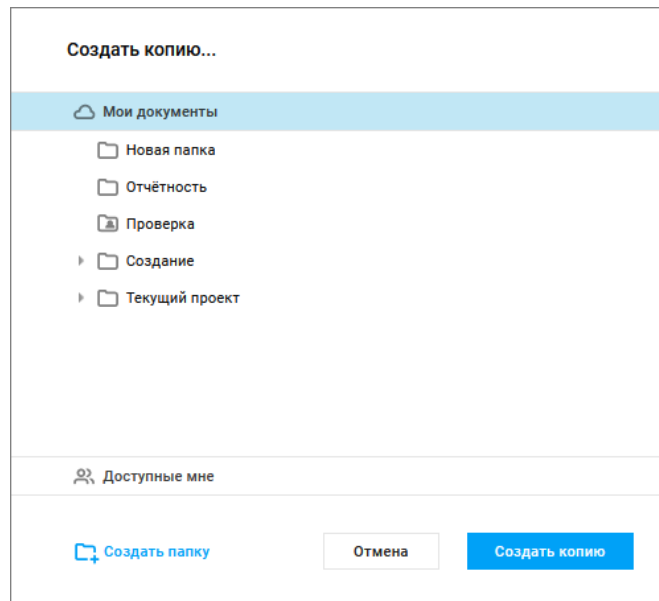 Создать копию...
Мои документы
Новая папка
Отчётность
Проверка
Создание
Текущий проект
Доступные мне
Создать папку
Отмена
Создать копию